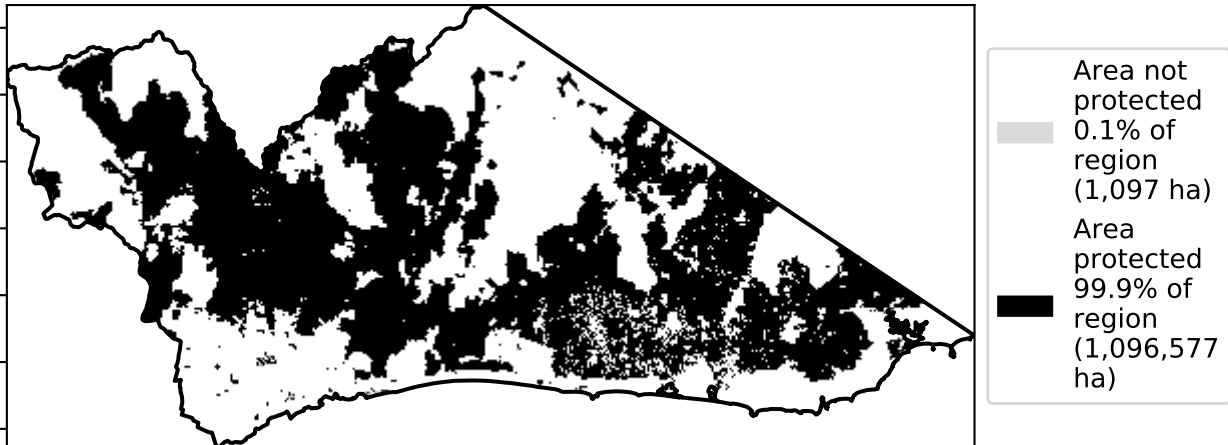 Area not
protected
0.1% of
region
(1,097 ha)
Area
protected
99.9% of
region
(1,096,577
ha)